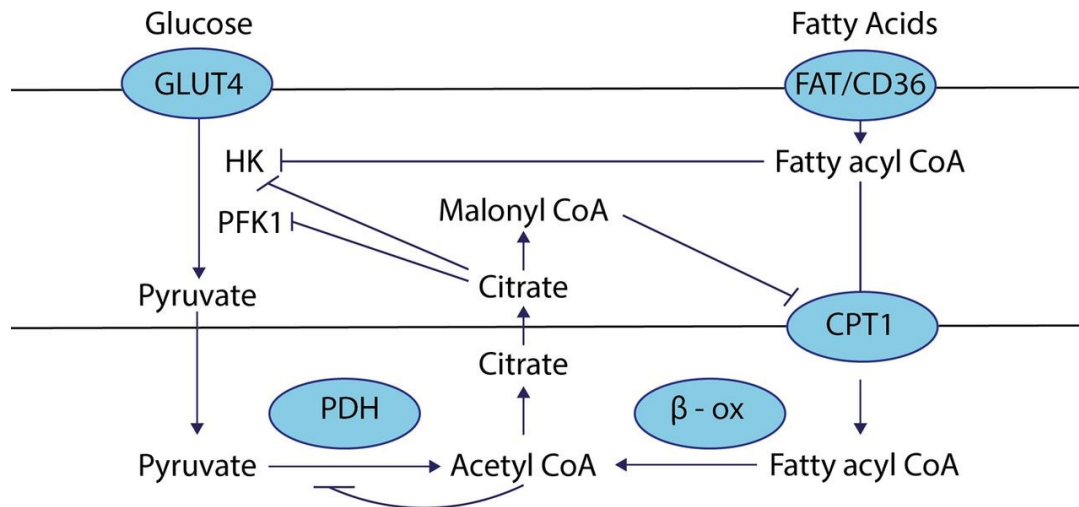 Glucose
Fatty Acids
GLUT4
FAT/CD36
HK
Fatty acyl CoA
Malonyl CoA
PFK1
Citrate
Pyruvate
CPT1
Citrate
PDH
β - ox
Pyruvate
Acetyl CoA
Fatty acyl CoA